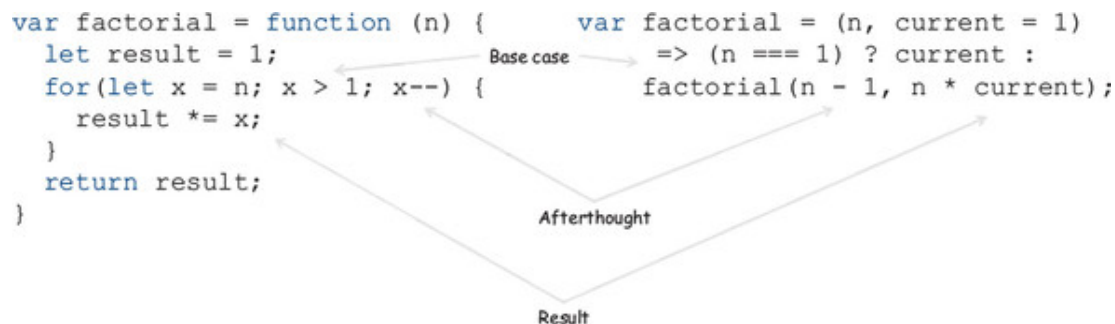 var factorial = function (n) {
  let result = 1;
  for(let x = n; x > 1; x--) {
    result *= x;
  }
  return result;
}
Base case
var factorial = (n, current = 1)
    => (n === 1) ? current :
    factorial(n - 1, n * current);
Afterthought
Result